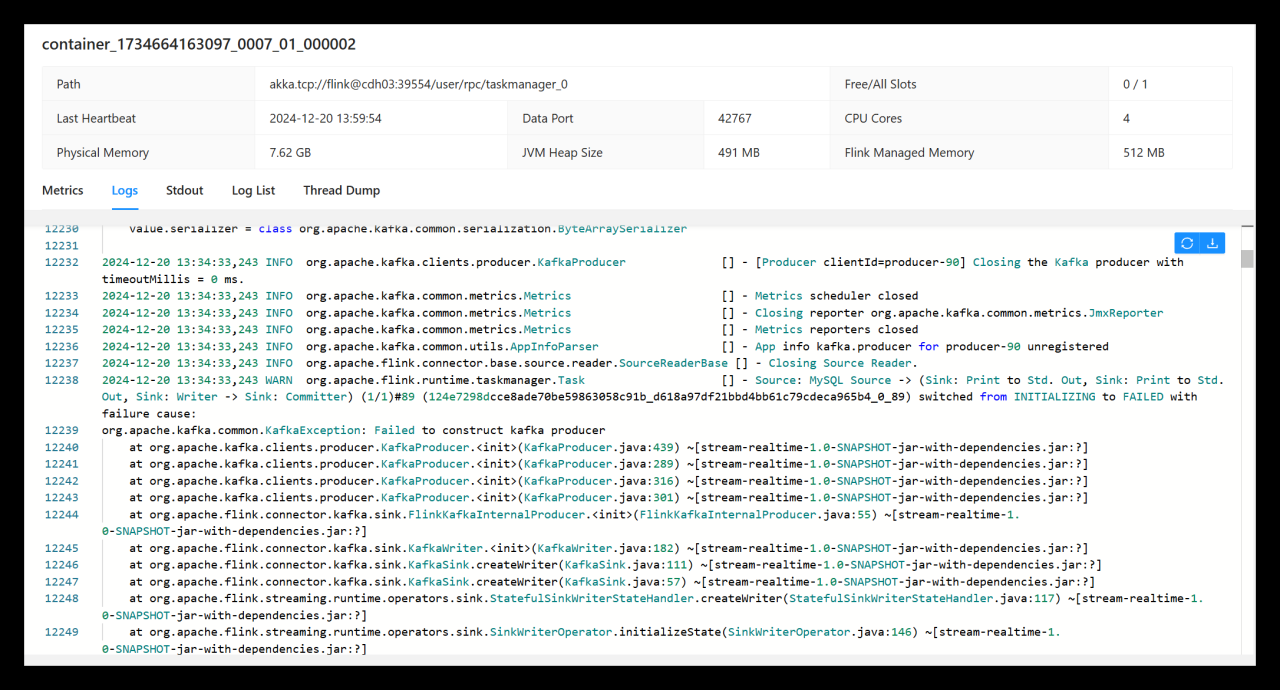 container_1734664163097_0007_01_000002
Path akka.tcp://flink@cdh03:39554/user/rpc/taskmanager_0 Free/All Slots 0 / 1
Last Heartbeat 2024-12-20 13:59:54 Data Port 42767 CPU Cores 4
Physical Memory 7.62 GB JVM Heap Size 491 MB Flink Managed Memory 512 MB
Metrics Logs Stdout Log List Thread Dump
12230 value.serializer = class org.apache.kafka.common.serialization.ByteArraySerializer
12231
12232 2024-12-20 13:34:33,243 INFO org.apache.kafka.clients.producer.KafkaProducer [] - [Producer clientId=producer-90] Closing the Kafka producer with
timeoutMillis = 0 ms.
12233 2024-12-20 13:34:33,243 INFO org.apache.kafka.common.metrics.Metrics [] - Metrics scheduler closed
12234 2024-12-20 13:34:33,243 INFO org.apache.kafka.common.metrics.Metrics [] - Closing reporter org.apache.kafka.common.metrics.JmxReporter
12235 2024-12-20 13:34:33,243 INFO org.apache.kafka.common.metrics.Metrics [] - Metrics reporters closed
12236 2024-12-20 13:34:33,243 INFO org.apache.kafka.common.utils.AppInfoParser [] - App info kafka.producer for producer-90 unregistered
12237 2024-12-20 13:34:33,243 INFO org.apache.flink.connector.base.source.reader.SourceReaderBase [] - Closing Source Reader.
12238 2024-12-20 13:34:33,243 WARN org.apache.flink.runtime.taskmanager.Task [] - Source: MySQL Source -> (Sink: Print to Std. Out, Sink: Print to Std.
Out, Sink: Writer -> Sink: Committer) (1/1)#89 (124e7298dcce8ade70be59863058c91b_d618a97df21bbd4bb61c79cdeca965b4_0_89) switched from INITIALIZING to FAILED with
failure cause:
12239 org.apache.kafka.common.KafkaException: Failed to construct kafka producer
12240 at org.apache.kafka.clients.producer.KafkaProducer.<init>(KafkaProducer.java:439) ~[stream-realtime-1.0-SNAPSHOT-jar-with-dependencies.jar:?]
12241 at org.apache.kafka.clients.producer.KafkaProducer.<init>(KafkaProducer.java:289) ~[stream-realtime-1.0-SNAPSHOT-jar-with-dependencies.jar:?]
12242 at org.apache.kafka.clients.producer.KafkaProducer.<init>(KafkaProducer.java:316) ~[stream-realtime-1.0-SNAPSHOT-jar-with-dependencies.jar:?]
12243 at org.apache.kafka.clients.producer.KafkaProducer.<init>(KafkaProducer.java:301) ~[stream-realtime-1.0-SNAPSHOT-jar-with-dependencies.jar:?]
12244 at org.apache.flink.connector.kafka.sink.FlinkKafkaInternalProducer.<init>(FlinkKafkaInternalProducer.java:55) ~[stream-realtime-1.
0-SNAPSHOT-jar-with-dependencies.jar:?]
12245 at org.apache.flink.connector.kafka.sink.KafkaWriter.<init>(KafkaWriter.java:182) ~[stream-realtime-1.0-SNAPSHOT-jar-with-dependencies.jar:?]
12246 at org.apache.flink.connector.kafka.sink.KafkaSink.createWriter(KafkaSink.java:111) ~[stream-realtime-1.0-SNAPSHOT-jar-with-dependencies.jar:?]
12247 at org.apache.flink.connector.kafka.sink.KafkaSink.createWriter(KafkaSink.java:57) ~[stream-realtime-1.0-SNAPSHOT-jar-with-dependencies.jar:?]
12248 at org.apache.flink.streaming.runtime.operators.sink.StatefulSinkWriterStateHandler.createWriter(StatefulSinkWriterStateHandler.java:117) ~[stream-realtime-1.
0-SNAPSHOT-jar-with-dependencies.jar:?]
12249 at org.apache.flink.streaming.runtime.operators.sink.SinkWriterOperator.initializeState(SinkWriterOperator.java:146) ~[stream-realtime-1.
0-SNAPSHOT-jar-with-dependencies.jar:?]